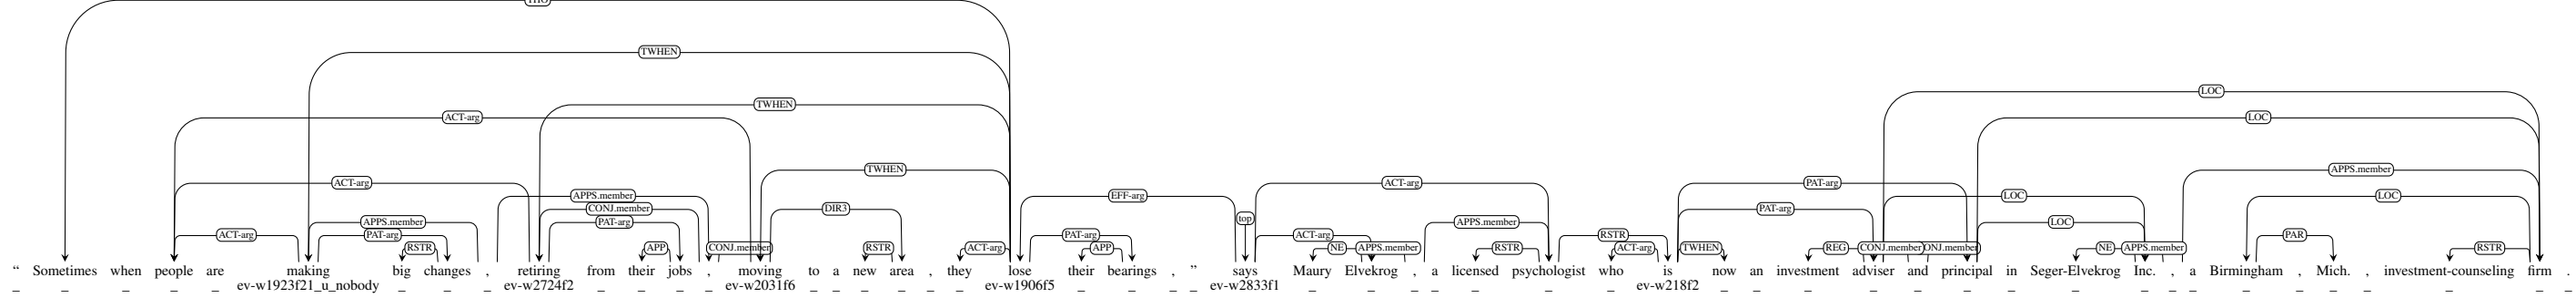 THO
TWHEN
LOC
TWHEN
ACT-arg LOC
TWHEN APPS.member
ACT-arg ACT-arg PAT-arg
APPS.member EFF-arg LOC LOC
CONJ.member DIR3 PAT-arg
APPS.member PAT-arg top APPS.member LOC
ACT-arg PAT-arg PAT-arg ACT-arg RSTR PAR
RSTR APP CONJ.member RSTR ACT-arg APP NE APPS.member RSTR ACT-arg TWHEN REG CONJ.member ONJ.member NE APPS.member RSTR
“ Sometimes when people are making big changes , retiring from their jobs , moving to a new area , they lose their bearings , ” says Maury Elvekrog , a licensed psychologist who is now an investment adviser and principal in Seger-Elvekrog Inc. , a Birmingham , Mich. , investment-counseling firm .
_ _ _ _ _ ev-w1923f21_u_nobody _ _ _ ev-w2724f2 _ _ _ _ ev-w2031f6 _ _ _ _ _ _ ev-w1906f5 _ _ _ _ ev-w2833f1 _ _ _ _ _ _ _ ev-w218f2 _ _ _ _ _ _ _ _ _ _ _ _ _ _ _ _ _ _